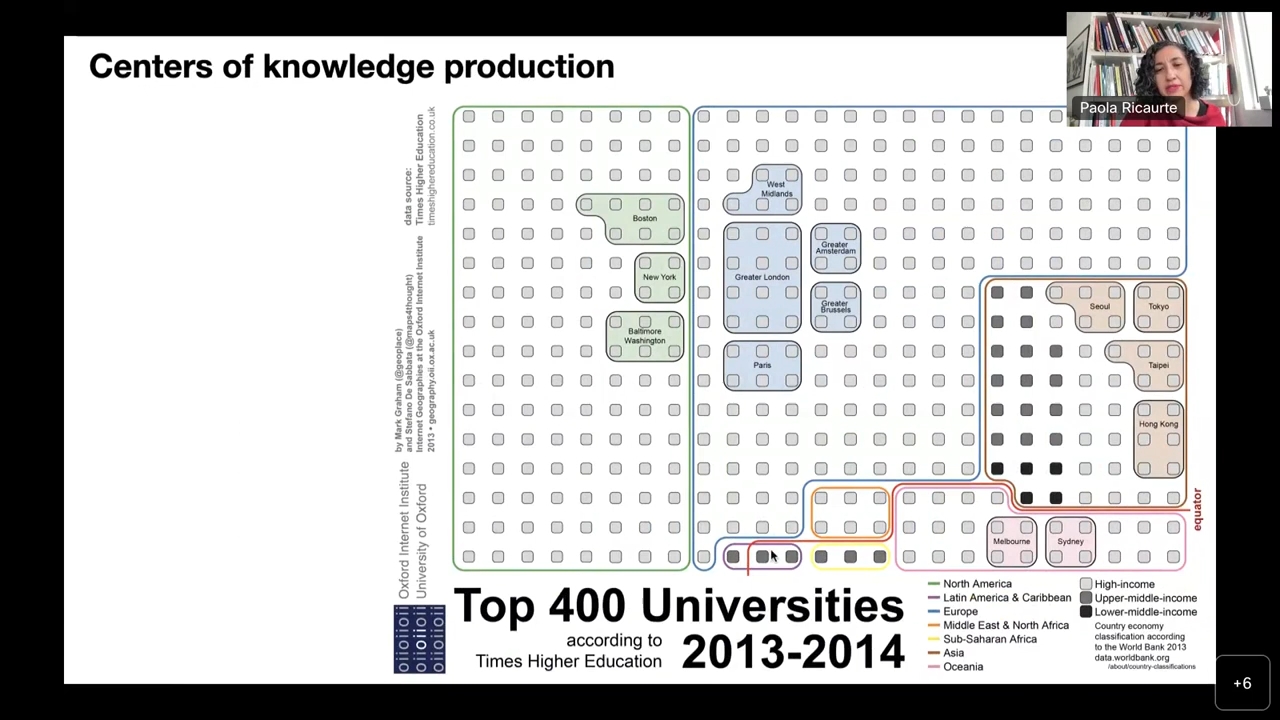 Centers of knowledge production
Paola Ricaurte
data source:
Times Higher Education
timeshighereducation.co.uk
by Mark Graham (@geoplace)
and Stefano De Sabbata (@maps4thought)
Internet Geographies at the Oxford Internet Institute
2013 • geography.oii.ox.ac.uk
Oxford Internet Institute
University of Oxford
West
Midlands
Boston
Greater
Amsterdam
New York
Greater London
Greater
Brussels
Seoul
Tokyo
Baltimore
Washington
Paris
Taipei
Hong Kong
equator
Melbourne
Sydney
Top 400 Universities
according to
Times Higher Education
2013-2014
North America
Latin America & Caribbean
Europe
Middle East & North Africa
Sub-Saharan Africa
Asia
Oceania
High-income
Upper-middle-income
Lower-middle-income
Country economy
classification according
to the World Bank 2013
data.worldbank.org
/about/country-classifications
+6